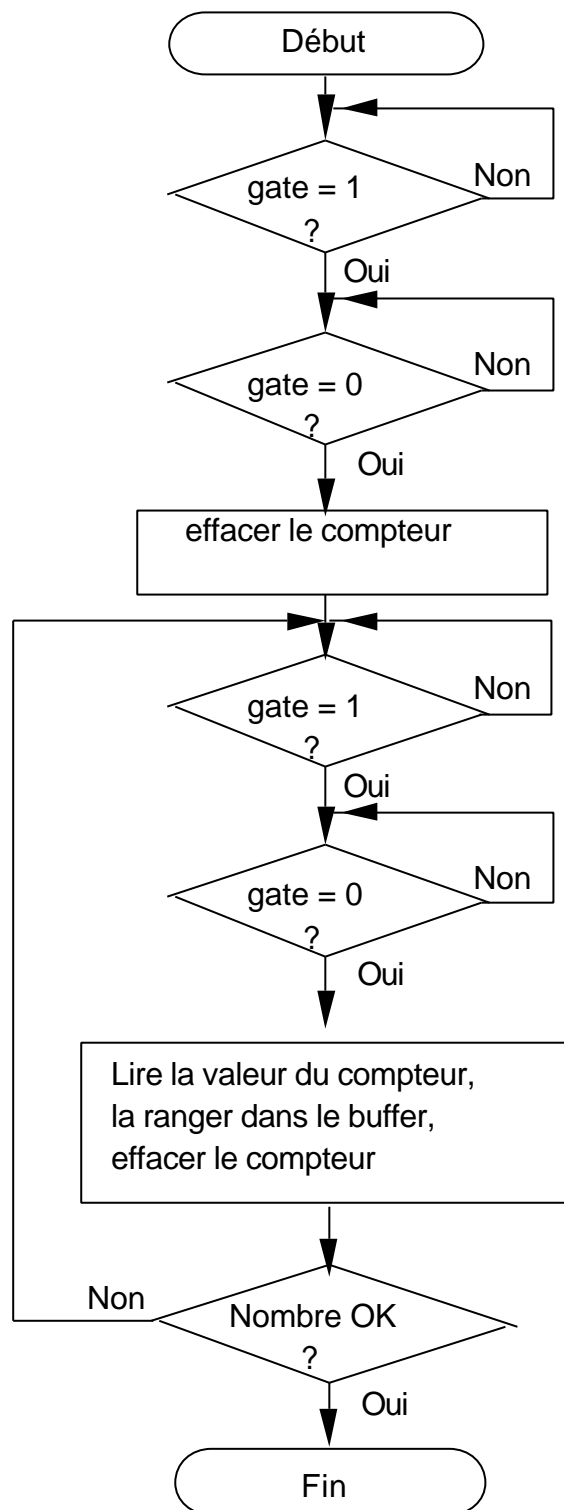 Début
gate = 1
?
Non
Oui
gate = 0
?
Non
Oui
effacer le compteur
gate = 1
?
Non
Oui
gate = 0
?
Non
Oui
Lire la valeur du compteur,
la ranger dans le buffer,
effacer le compteur
Non
Nombre OK
?
Oui
Fin